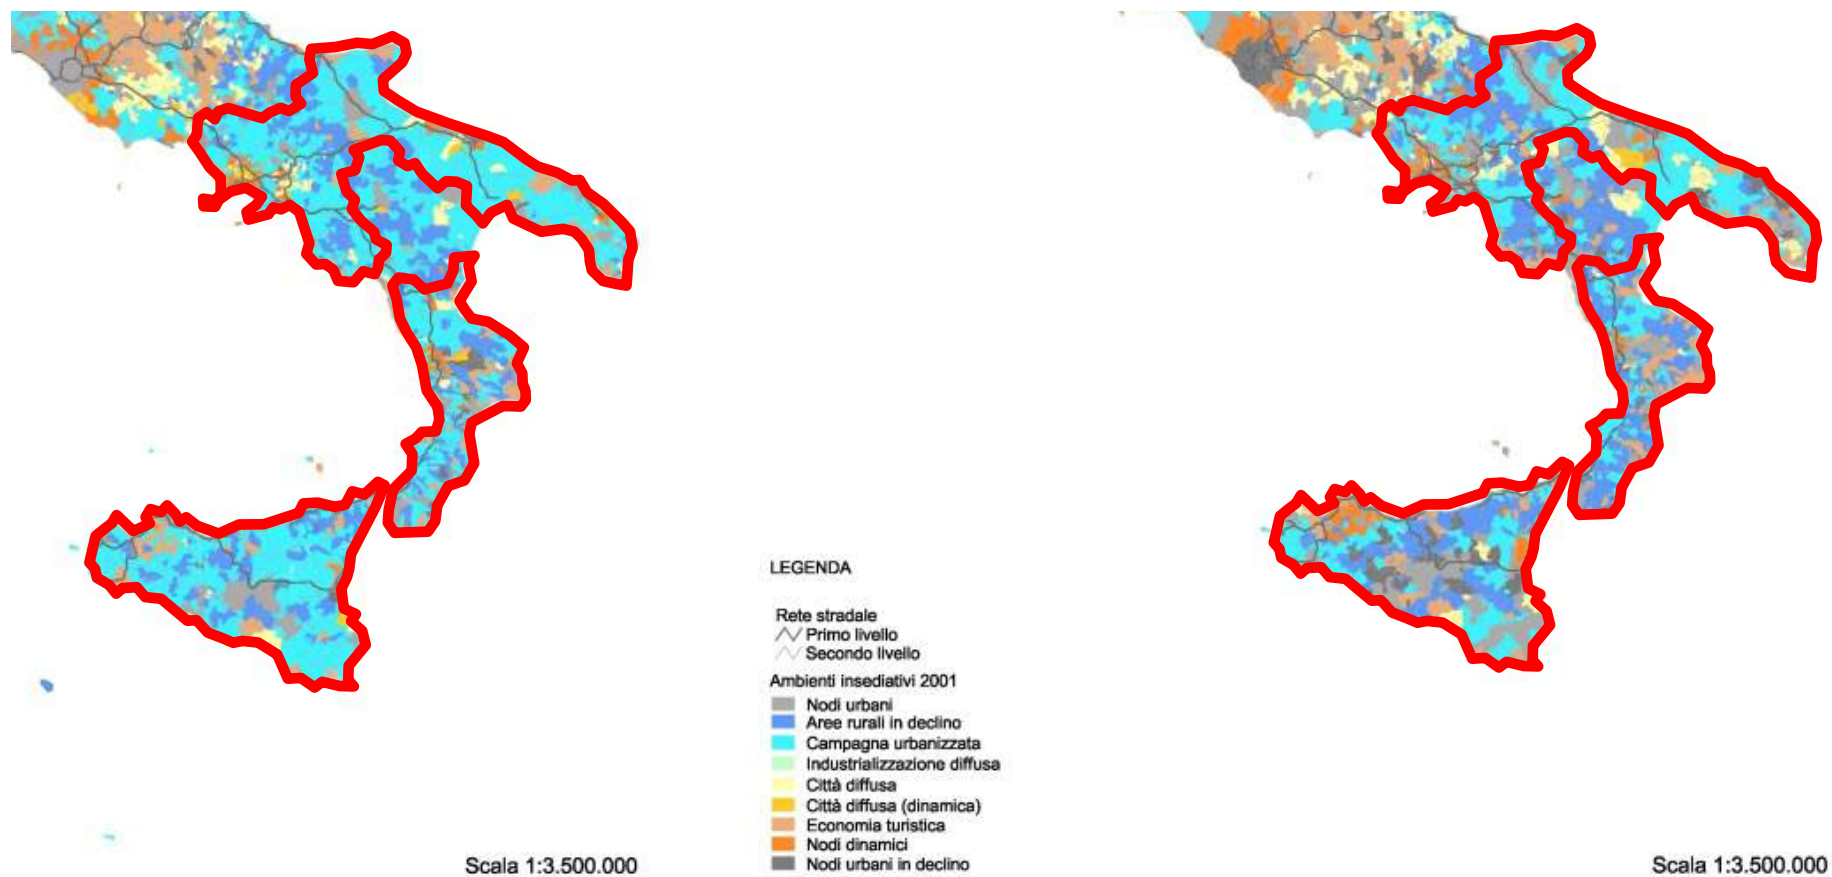 LEGENDA
Rete stradale
Primo livello
Secondo livello
Ambienti insediativi 2001
Nodi urbani
Aree rurali in declino
Campagna urbanizzata
Industrializzazione diffusa
Città diffusa
Città diffusa (dinamica)
Economia turistica
Nodi dinamici
Nodi urbani in declino
Scala 1:3.500.000
Scala 1:3.500.000